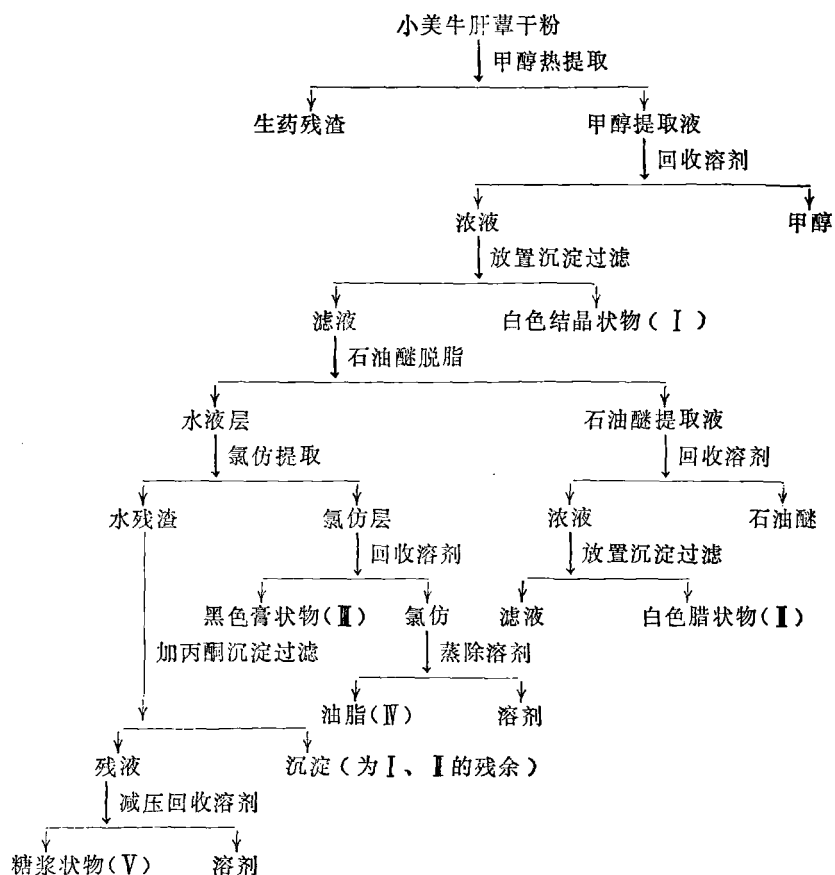 小美牛肝蕈干粉
甲醇热提取
生药残渣 甲醇提取液
回收溶剂
浓液 甲醇
放置沉淀过滤
滤液 白色结晶状物(Ⅰ)
石油醚脱脂
水液层 石油醚提取液
氯仿提取 回收溶剂
水残渣 氯仿层 浓液 石油醚
回收溶剂 放置沉淀过滤
黑色膏状物(Ⅲ) 氯仿 滤液 白色腊状物(Ⅱ)
加丙酮沉淀过滤 蒸除溶剂
油脂(Ⅳ) 溶剂
残液 沉淀(为Ⅰ、Ⅱ的残余)
减压回收溶剂
糖浆状物(Ⅴ) 溶剂